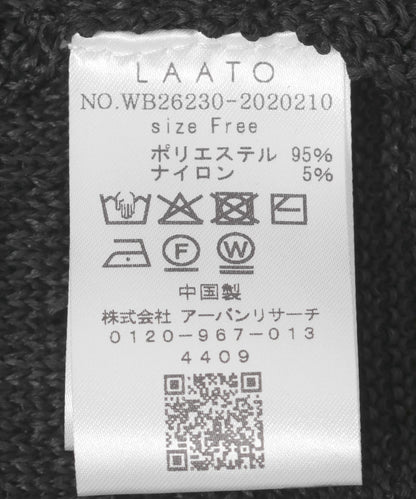 LAATO
NO.WB26230-2020210
size Free
ポリエステル 95%
ナイロン 5%
F W
中国製
株式会社 アーバンリサーチ
0120-967-013
4409